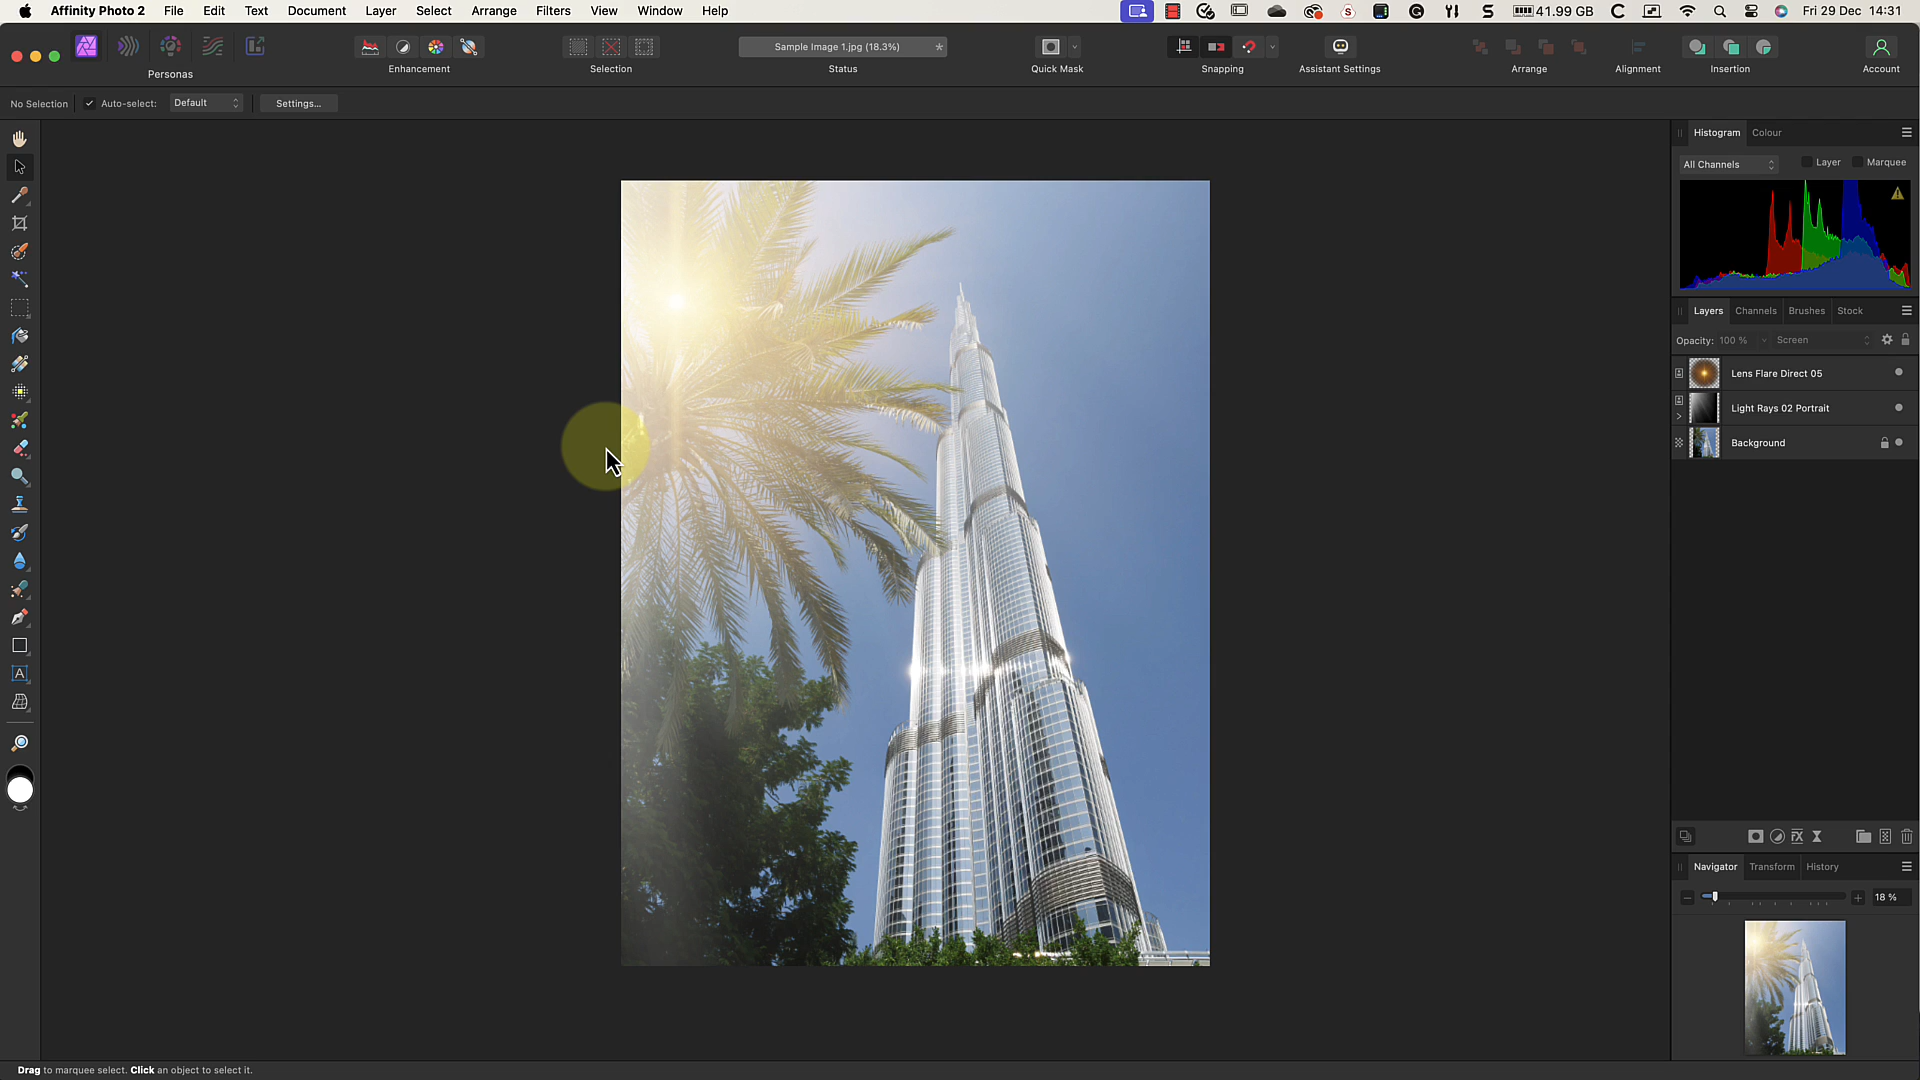 Affinity Photo 2 File Edit Text Document Layer Select Arrange Filters View Window Help 41.99 GB Fri 29 Dec 14:31
Sample Image 1.jpg (18.3%) *
Personas Enhancement Selection Status Quick Mask Snapping Assistant Settings Arrange Alignment Insertion Account
No Selection Auto-select: Default Settings...
Histogram Colour
All Channels Layer Marquee
Layers Channels Brushes Stock
Opacity: 100 % Screen
Lens Flare Direct 05
Light Rays 02 Portrait
Background
Navigator Transform History
18 %
Drag to marquee select. Click an object to select it.